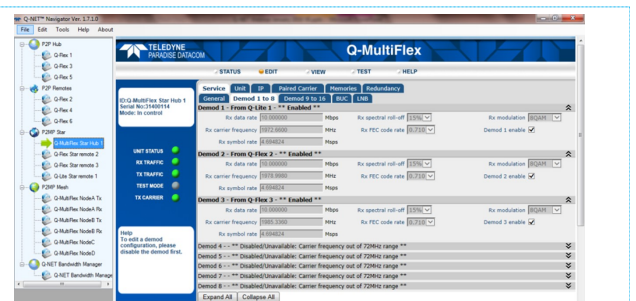 Q-NET™ Navigator Ver. 1.7.1.0
File Edit Tools Help About
P2P Hub
Q-Flex 1
Q-Flex 3
Q-Flex 5
P2P Remotes
Q-Flex 2
Q-Flex 4
Q-Flex 6
P2MP Star
Q-MultiFlex Star Hub 1
Q-Flex Star remote 2
Q-Flex Star remote 3
Q-Lite Star remote 1
P2MP Mesh
Q-MultiFlex NodeA Tx
Q-MultiFlex NodeA Rx
Q-MultiFlex NodeB Tx
Q-MultiFlex NodeB Rx
Q-MultiFlex NodeC
Q-MultiFlex NodeD
Q-NET Bandwidth Manager
Q-NET Bandwidth Manage
TELEDYNE
PARADISE DATACOM
Q-MultiFlex
STATUS EDIT VIEW TEST HELP
ID:Q-MultiFlex Star Hub 1
Serial No:31400114
Mode: In control
UNIT STATUS
RX TRAFFIC
TX TRAFFIC
TEST MODE
TX CARRIER
Help
To edit a demod
configuration, please
disable the demod first.
Service Unit IP Paired Carrier Memories Redundancy
General Demod 1 to 8 Demod 9 to 16 BUC LNB
Demod 1 - From Q-Lite 1 - ** Enabled **
Rx data rate 10.000000 Mbps Rx spectral roll-off 15% Rx modulation 8QAM
Rx carrier frequency 1972.6600 MHz Rx FEC code rate 0.710 Demod 1 enable
Rx symbol rate 4.694824
Demod 2 - From Q-Flex 2 - ** Enabled **
Rx data rate 10.000000 Mbps Rx spectral roll-off 15% Rx modulation 8QAM
Rx carrier frequency 1978.9980 MHz Rx FEC code rate 0.710 Demod 2 enable
Rx symbol rate 4.694824
Demod 3 - From Q-Flex 3 - ** Enabled **
Rx data rate 10.000000 Mbps Rx spectral roll-off 15% Rx modulation 8QAM
Rx carrier frequency 1985.3360 MHz Rx FEC code rate 0.710 Demod 3 enable
Rx symbol rate 4.694824
Demod 4 - - ** Disabled/Unavailable: Carrier frequency out of 72MHz range **
Demod 5 - - ** Disabled/Unavailable: Carrier frequency out of 72MHz range **
Demod 6 - - ** Disabled/Unavailable: Carrier frequency out of 72MHz range **
Demod 7 - - ** Disabled/Unavailable: Carrier frequency out of 72MHz range **
Demod 8 - - ** Disabled/Unavailable: Carrier frequency out of 72MHz range **
Expand All Collapse All